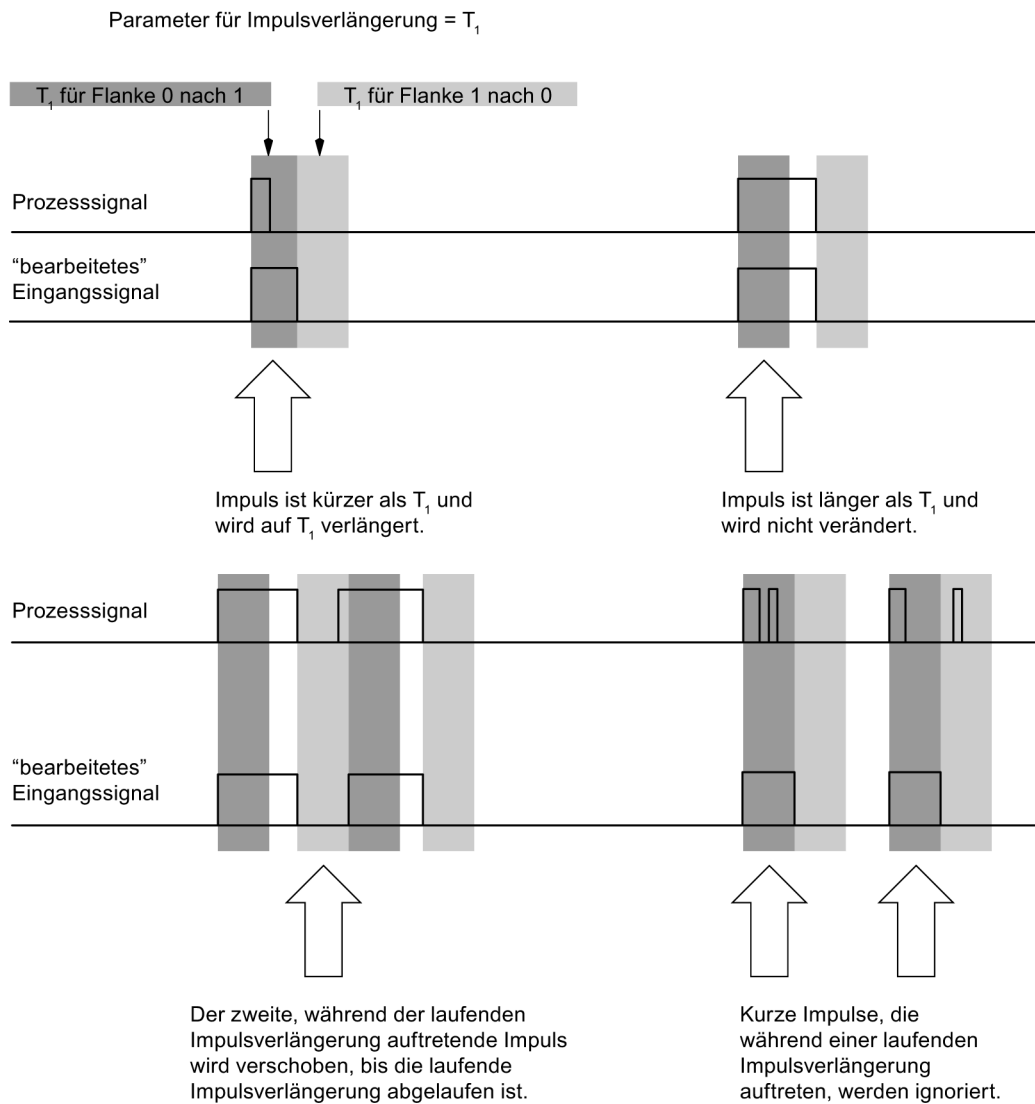 Parameter für Impulsverlängerung = T₁
T₁ für Flanke 0 nach 1
T₁ für Flanke 1 nach 0
Prozesssignal
“bearbeitetes”
Eingangssignal
Impuls ist kürzer als T₁ und
wird auf T₁ verlängert.
Impuls ist länger als T₁ und
wird nicht verändert.
Prozesssignal
“bearbeitetes”
Eingangssignal
Der zweite, während der laufenden
Impulsverlängerung auftretende Impuls
wird verschoben, bis die laufende
Impulsverlängerung abgelaufen ist.
Kurze Impulse, die
während einer laufenden
Impulsverlängerung
auftreten, werden ignoriert.